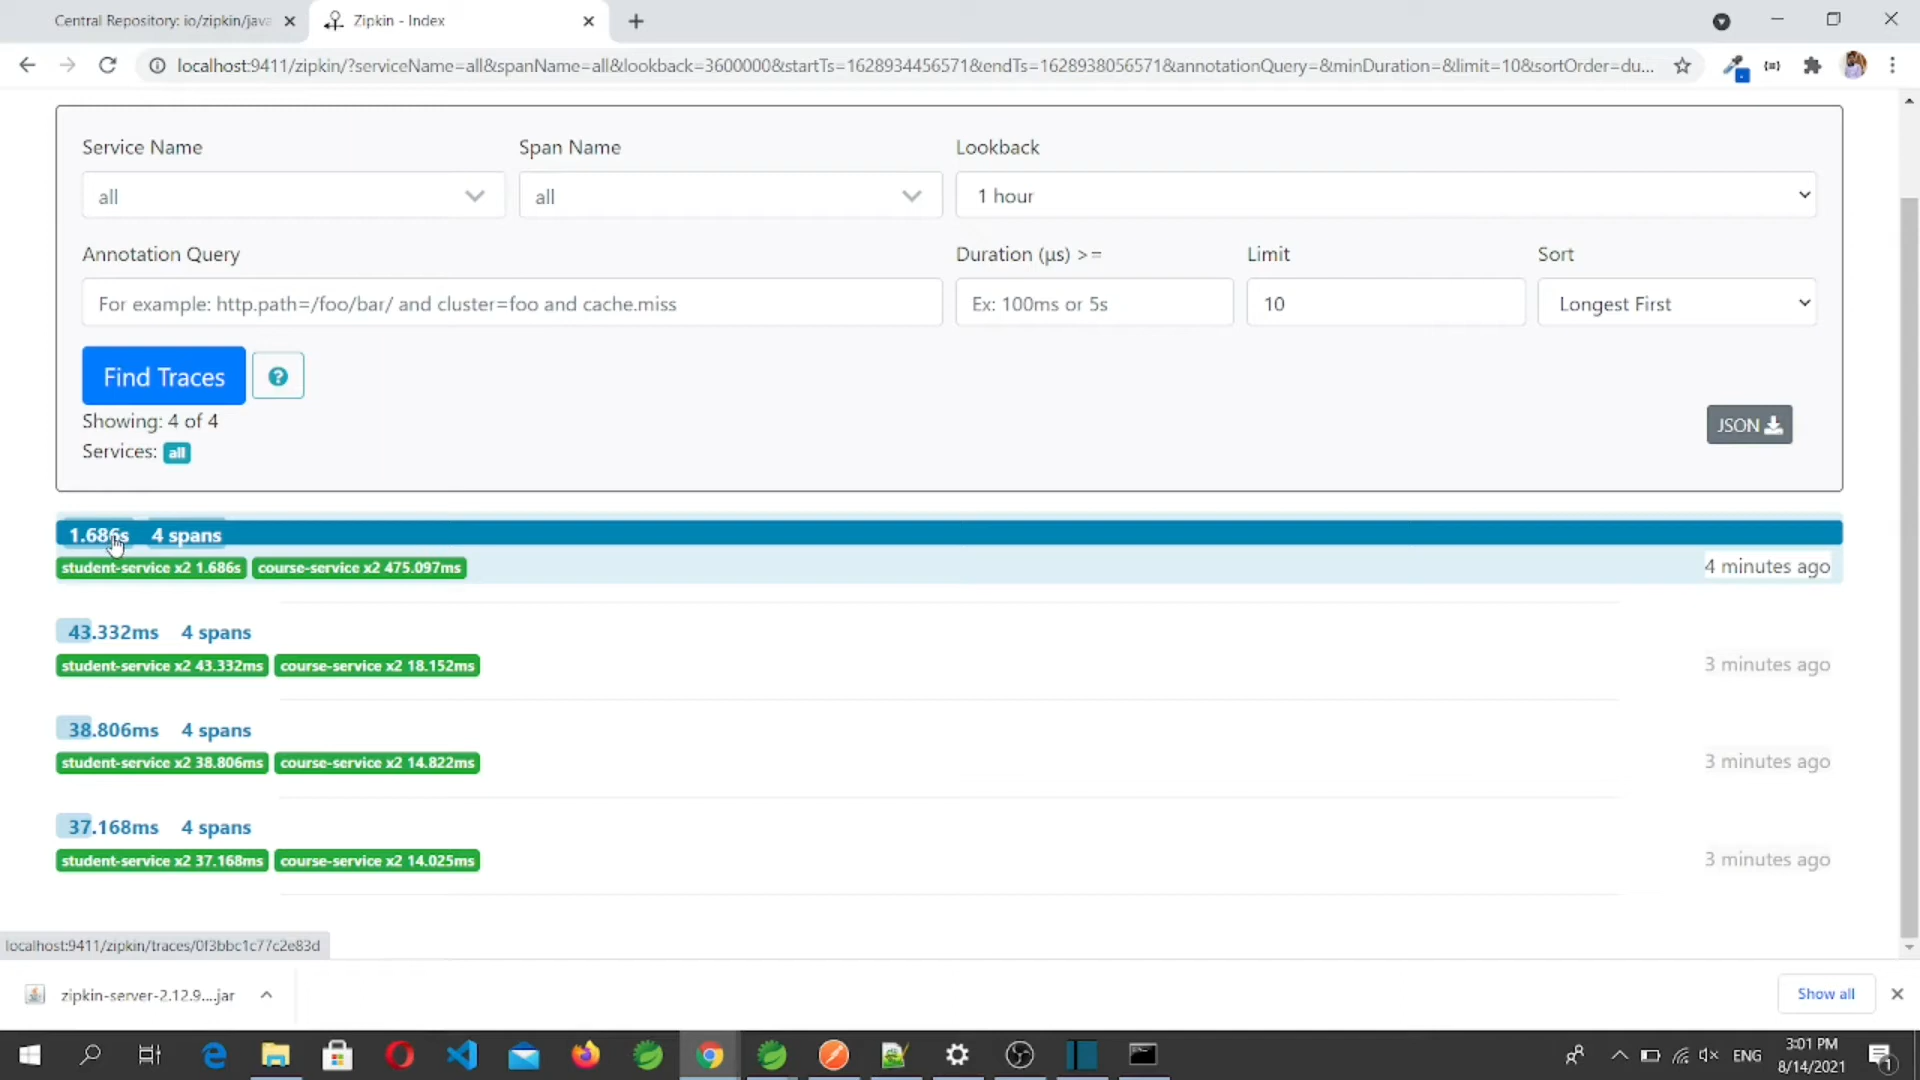 Central Repository: io/zipkin/java
Zipkin - Index
localhost:9411/zipkin/?serviceName=all&spanName=all&lookback=3600000&startTs=1628934456571&endTs=1628938056571&annotationQuery=&minDuration=&limit=10&sortOrder=du...
Service Name
Span Name
Lookback
all
all
1 hour
Annotation Query
Duration (μs) >=
Limit
Sort
For example: http.path=/foo/bar/ and cluster=foo and cache.miss
Ex: 100ms or 5s
10
Longest First
Find Traces
Showing: 4 of 4
JSON
Services: all
1.686s 4 spans
student-service x2 1.686s course-service x2 475.097ms
4 minutes ago
43.332ms 4 spans
student-service x2 43.332ms course-service x2 18.152ms
3 minutes ago
38.806ms 4 spans
student-service x2 38.806ms course-service x2 14.822ms
3 minutes ago
37.168ms 4 spans
student-service x2 37.168ms course-service x2 14.025ms
3 minutes ago
localhost:9411/zipkin/traces/0f3bbc1c77c2e83d
zipkin-server-2.12.9....jar
Show all
ENG
3:01 PM
8/14/2021
1